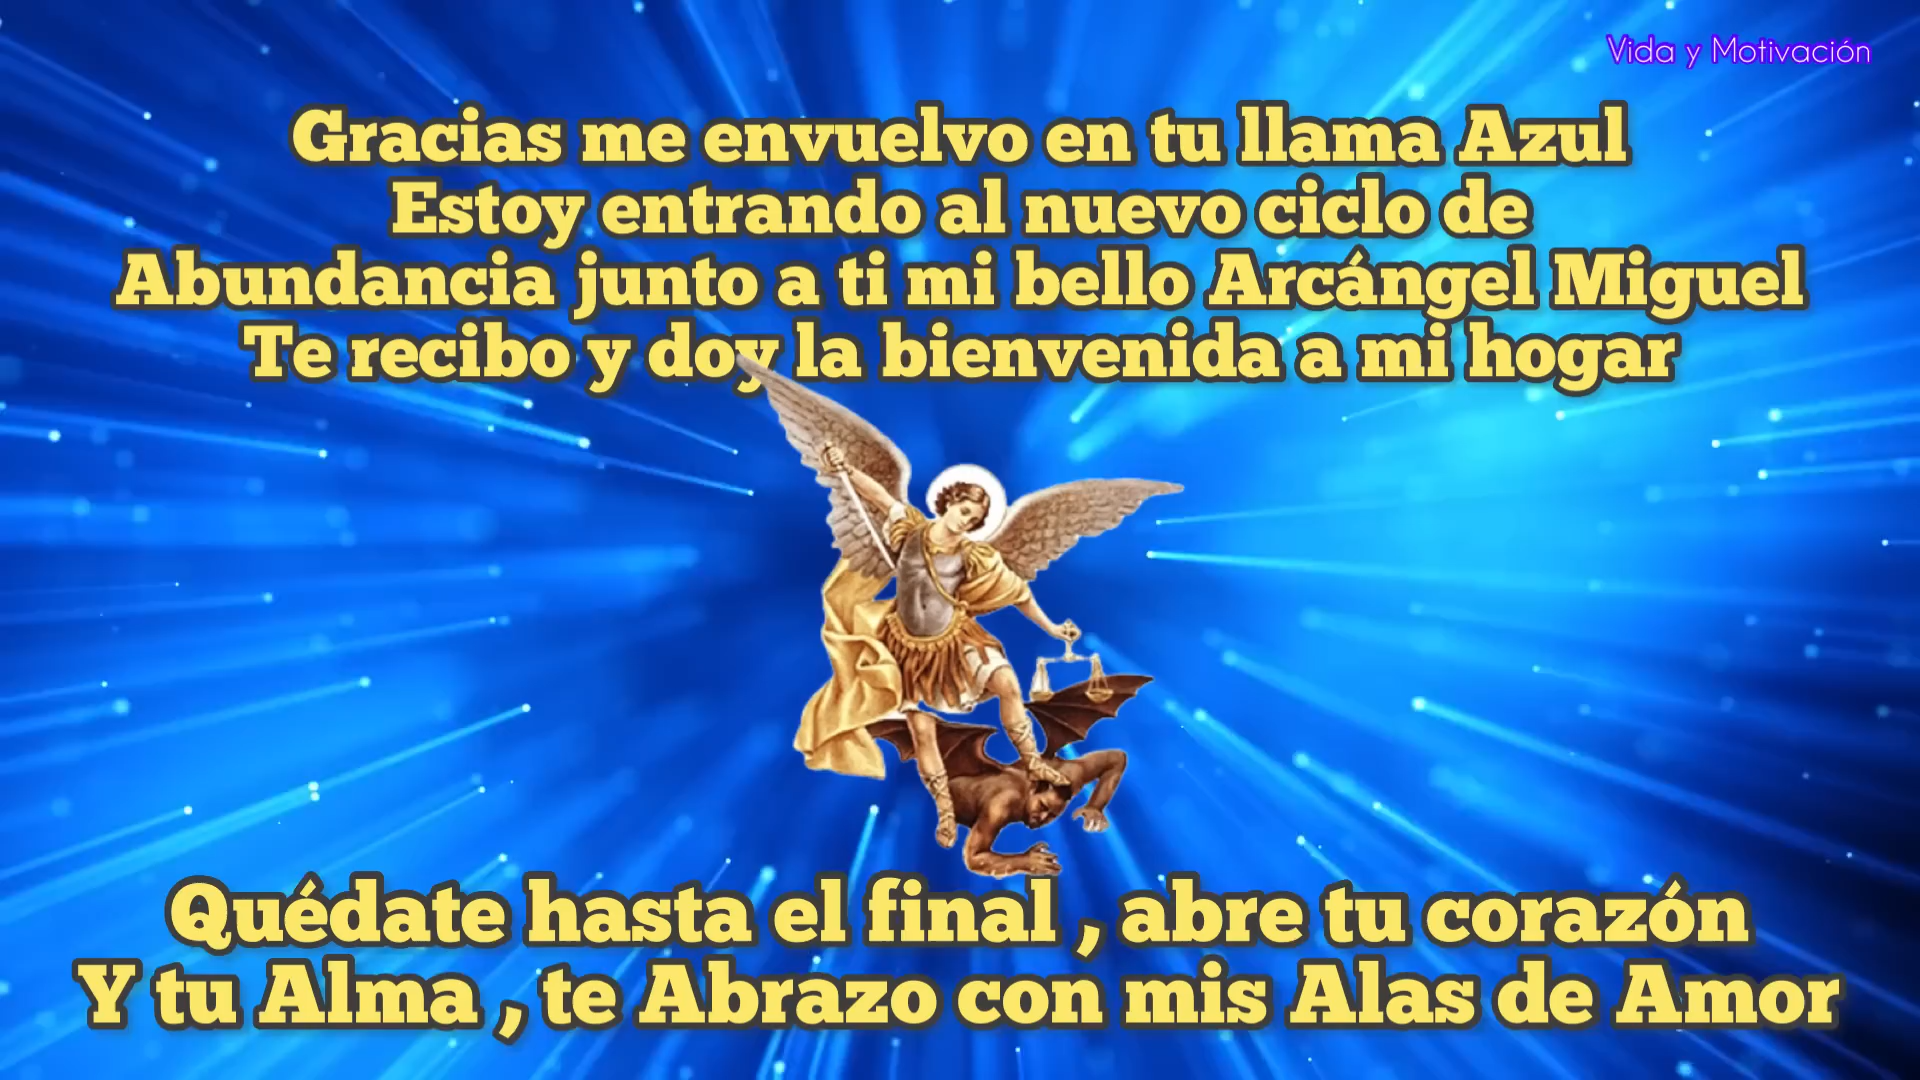 Vida y Motivación
Gracias me envuelvo en tu llama Azul
Estoy entrando al nuevo ciclo de
Abundancia junto a ti mi bello Arcángel Miguel
Te recibo y doy la bienvenida a mi hogar
Quédate hasta el final , abre tu corazón
Y tu Alma , te Abrazo con mis Alas de Amor